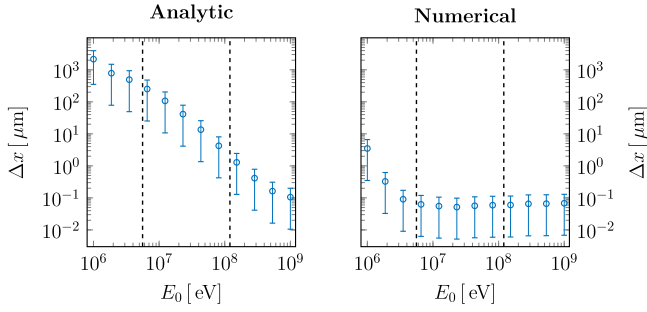 Analytic
Numerical
Δx [ μm]
10³
10²
10¹
10⁰
10⁻¹
10⁻²
10⁶ 10⁷ 10⁸ 10⁹
E₀ [ eV]
10⁶ 10⁷ 10⁸ 10⁹
E₀ [ eV]
10³
10²
10¹
10⁰
10⁻¹
10⁻²
Δx [ μm]